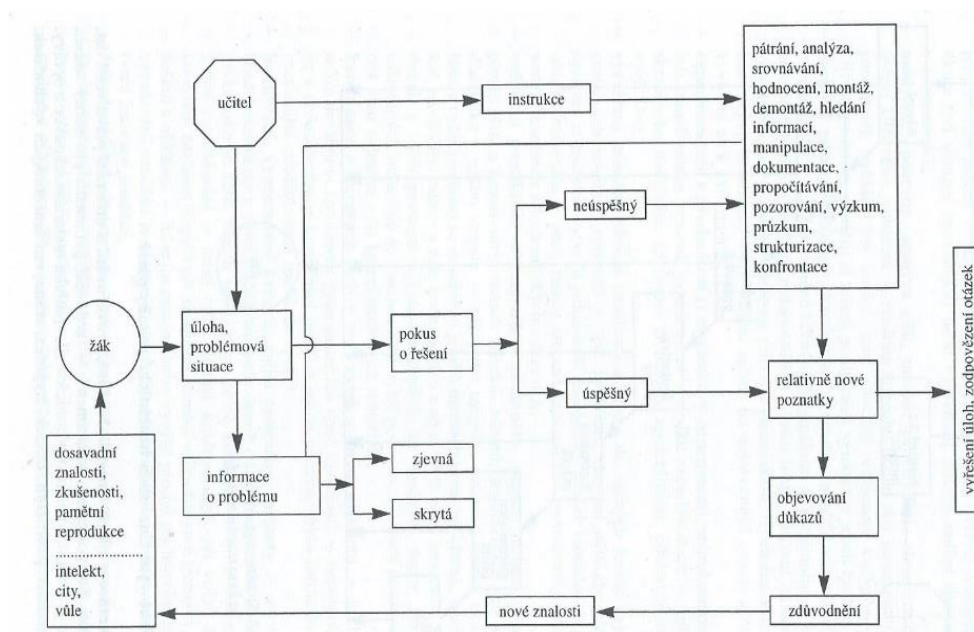 učitel
instrukce
pátrání, analýza,
srovnávání,
hodnocení, montáž,
demontáž, hledání
informací,
manipulace,
dokumentace,
propočítávání,
pozorování, výzkum,
průzkum,
strukturizace,
konfrontace
neúspěšný
žák
úloha,
problémová
situace
pokus
o řešení
úspěšný
relativně nové
poznatky
vyřešení úloh, zodpovězení otázek
dosavadní
znalosti,
zkušenosti,
pamětní
reprodukce
..........................
intelekt,
city,
vůle
informace
o problému
zjevná
skrytá
objevování
důkazů
nové znalosti
zdůvodnění